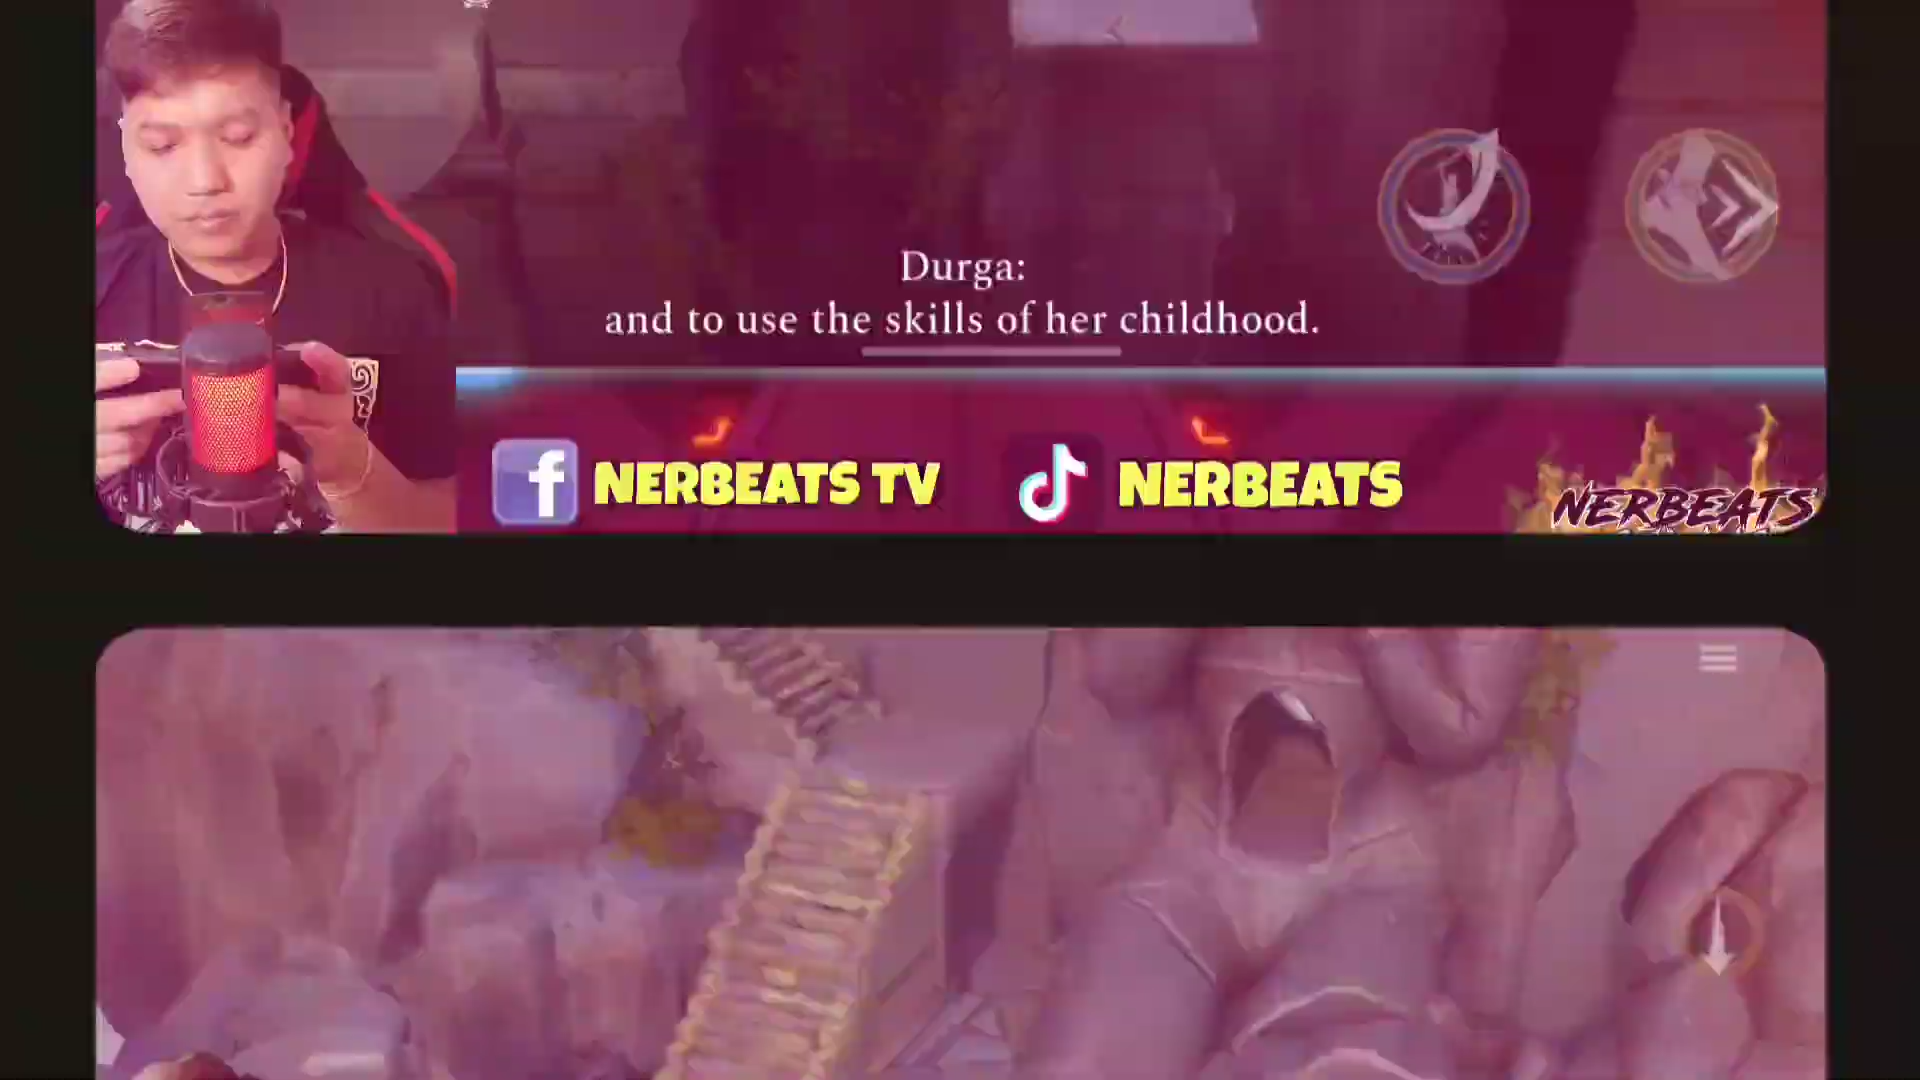 Durga:
and to use the skills of her childhood.
f NERBEATS TV
NERBEATS
NERBEATS